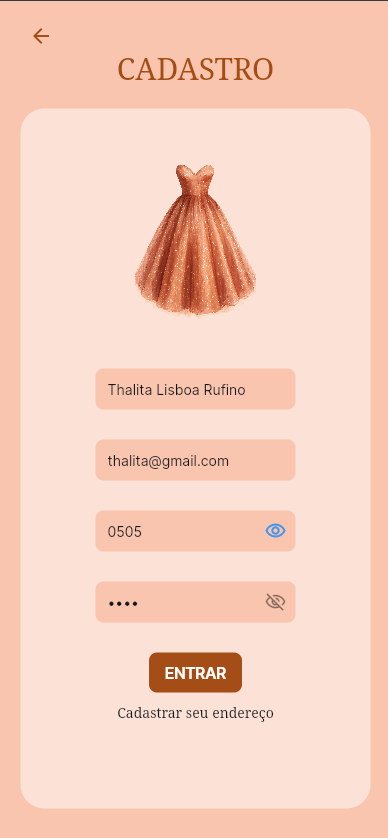 CADASTRO
Thalita Lisboa Rufino
thalita@gmail.com
0505
••••
ENTRAR
Cadastrar seu endereço